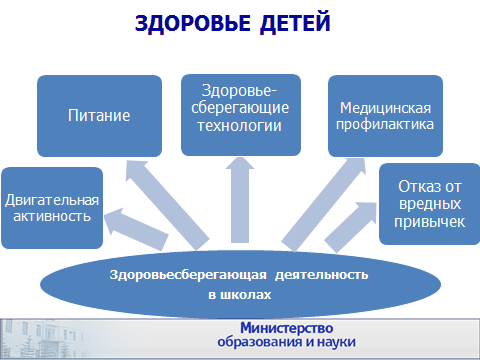 ЗДОРОВЬЕ ДЕТЕЙ
Питание
Здоровье-
сберегающие
технологии
Медицинская
профилактика
Двигательная
активность
Отказ от
вредных
привычек
Здоровьесберегающая деятельность
в школах
Министерство
образования и науки